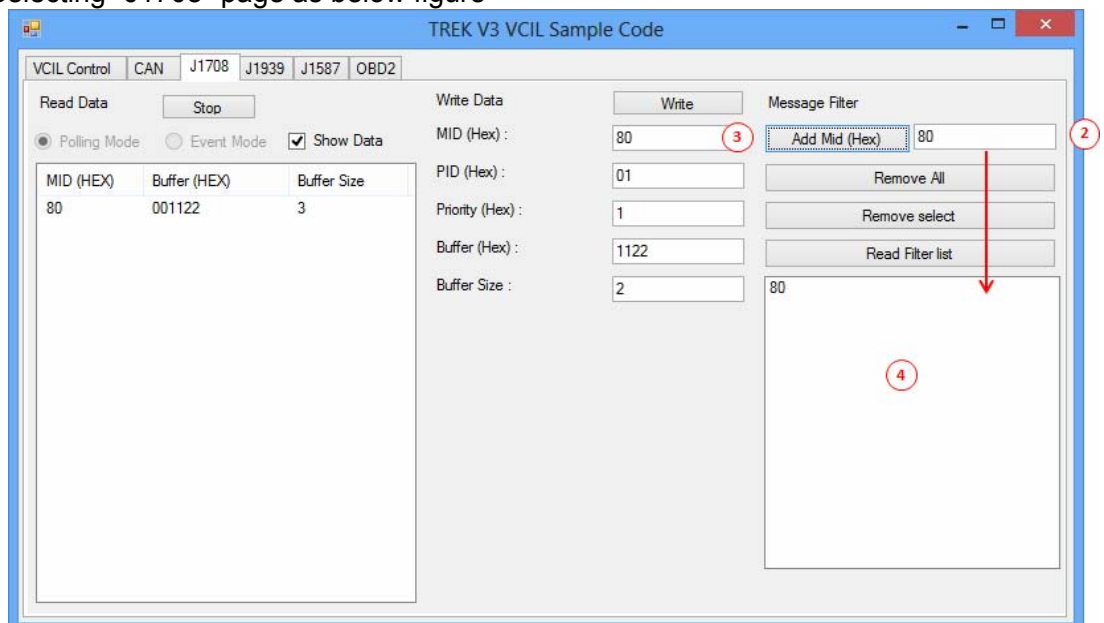 selecting "J1708" page as below figure
TREK V3 VCIL Sample Code
VCIL Control CAN J1708 J1939 J1587 OBD2
Read Data Stop
Polling Mode Event Mode Show Data
MID (HEX) Buffer (HEX) Buffer Size
80 001122 3
Write Data Write
MID (Hex) : 80 3
PID (Hex) : 01
Priority (Hex) : 1
Buffer (Hex) : 1122
Buffer Size : 2
Message Filter
Add Mid (Hex) 80 2
Remove All
Remove select
Read Filter list
80
4